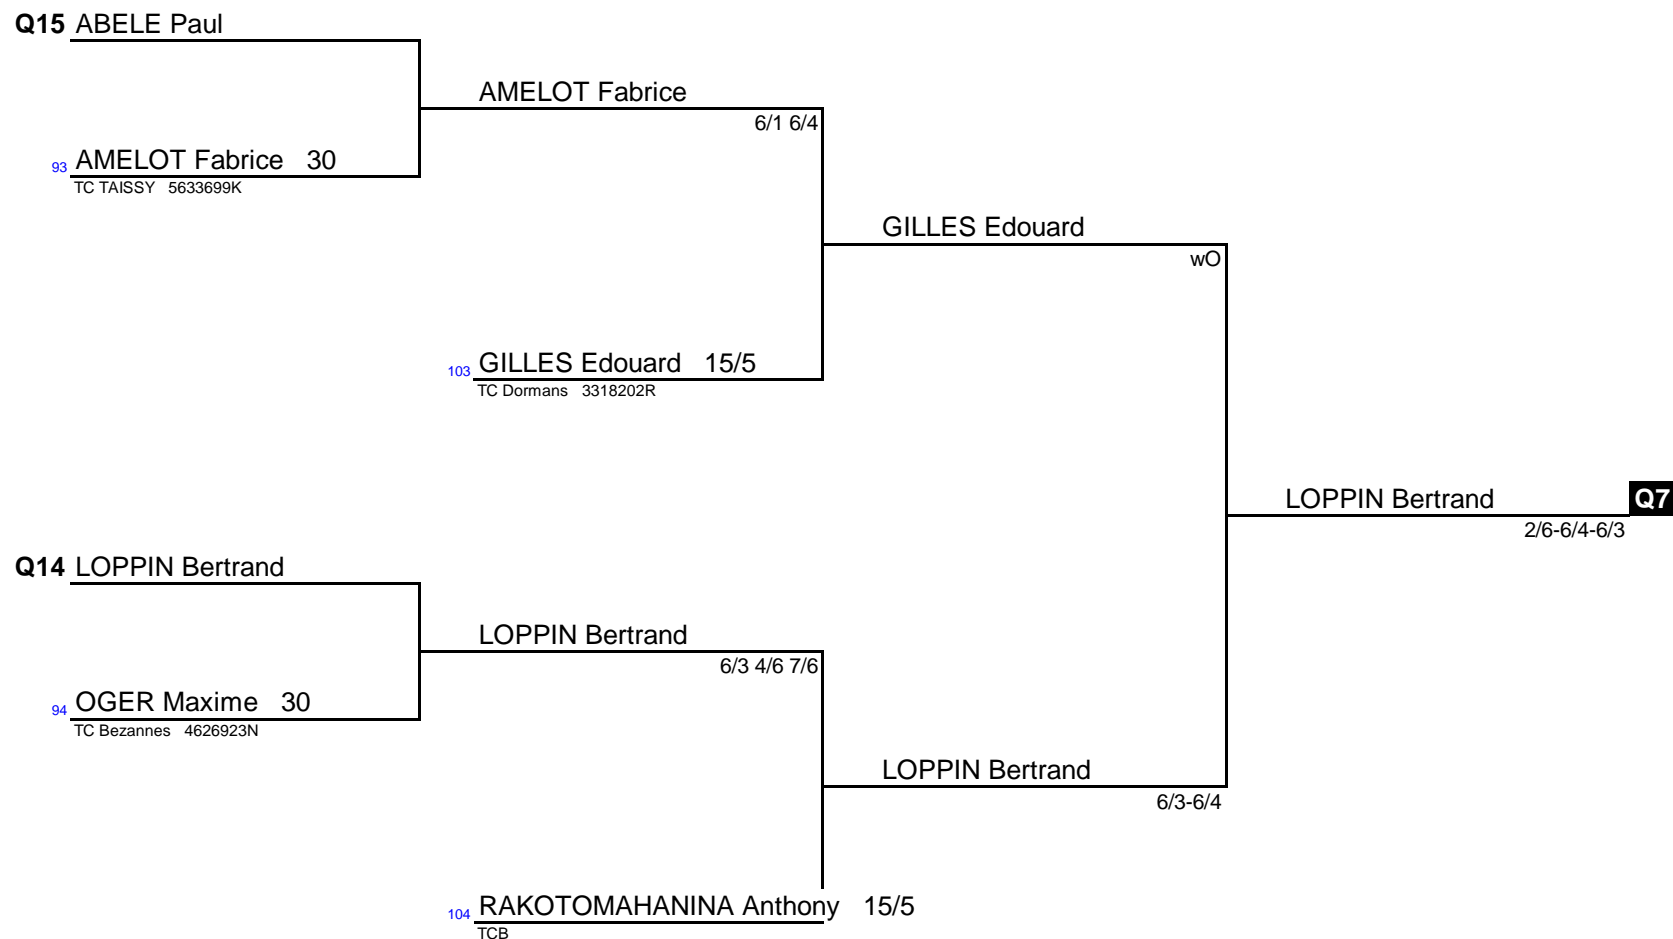 Q15 ABELE Paul
AMELOT Fabrice
6/1 6/4
93 AMELOT Fabrice 30
TC TAISSY 5633699K
GILLES Edouard
wO
103 GILLES Edouard 15/5
TC Dormans 3318202R
LOPPIN Bertrand Q7
2/6-6/4-6/3
Q14 LOPPIN Bertrand
LOPPIN Bertrand
6/3 4/6 7/6
94 OGER Maxime 30
TC Bezannes 4626923N
LOPPIN Bertrand
6/3-6/4
104 RAKOTOMAHANINA Anthony 15/5
TCB